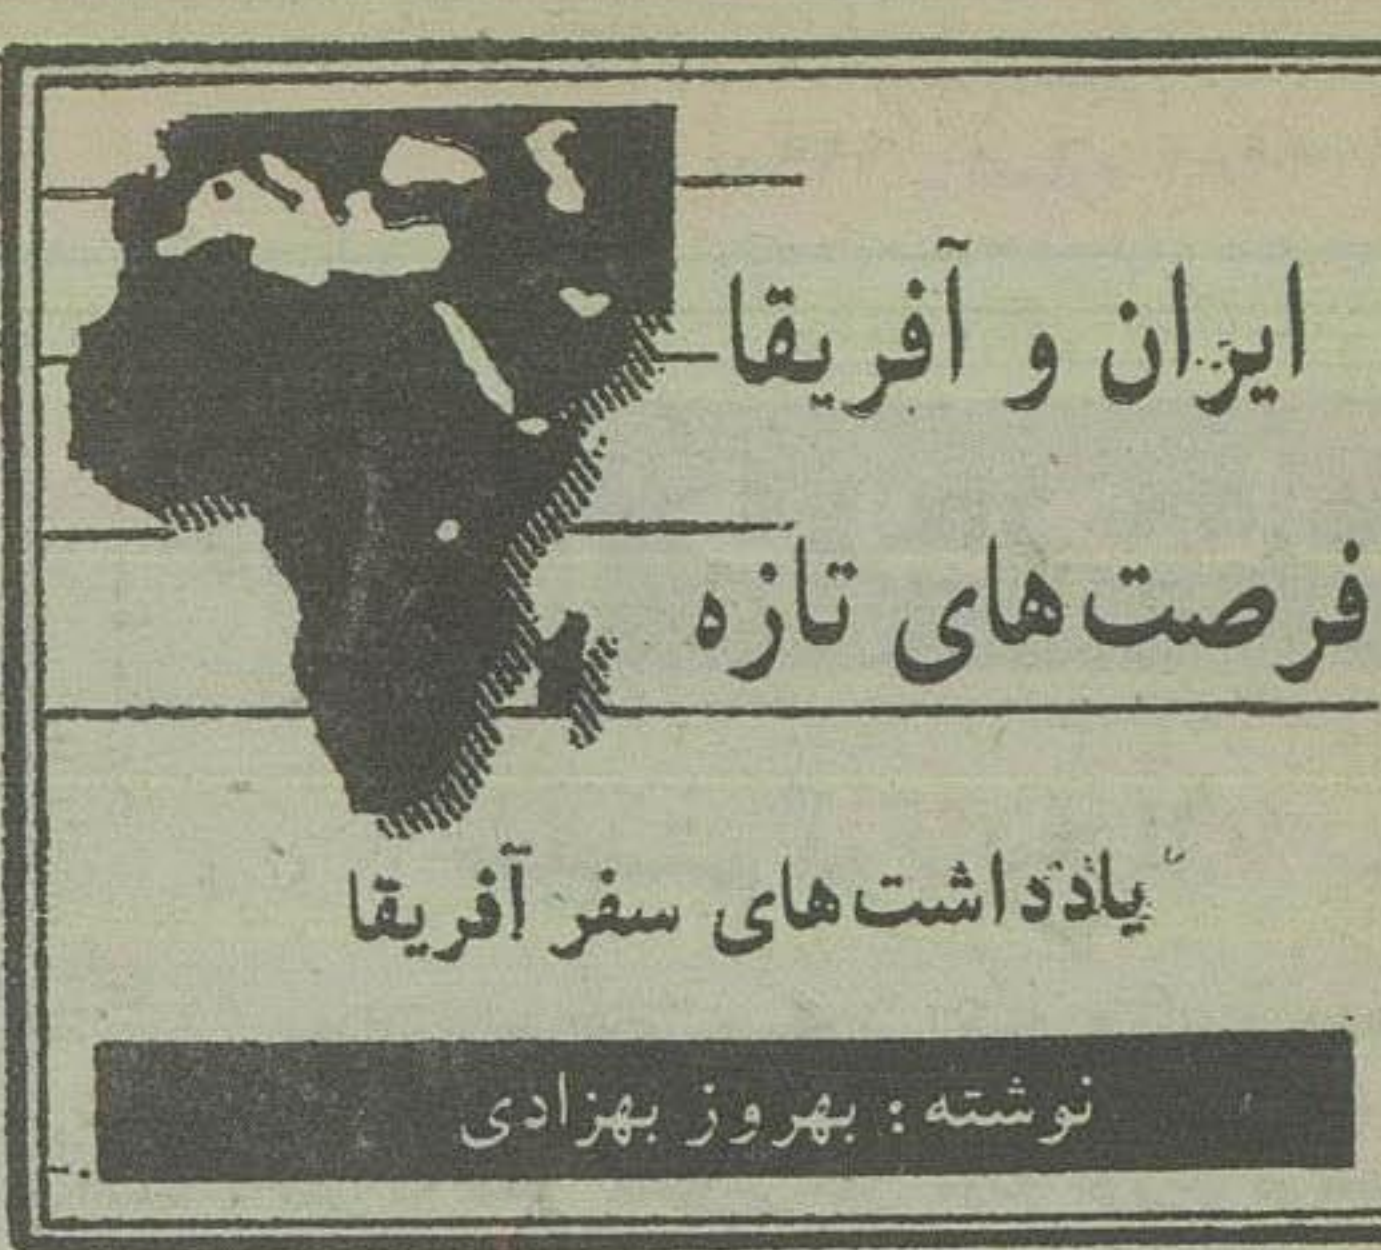 ایران و آفریقا
فرصت‌های تازه
یادداشت‌های سفر آفریقا
نوشته: بهروز بهزادی